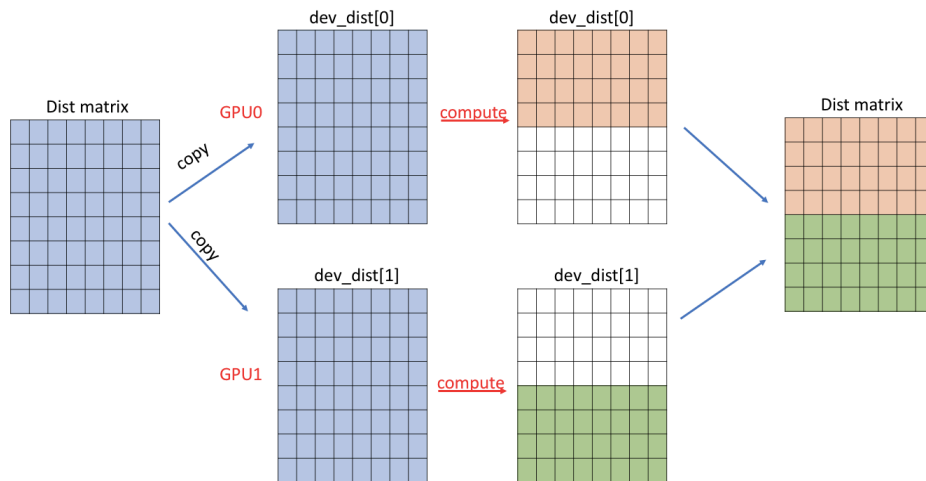 Dist matrix
copy
copy
GPU0
dev_dist[0]
compute
dev_dist[0]
GPU1
dev_dist[1]
compute
dev_dist[1]
Dist matrix